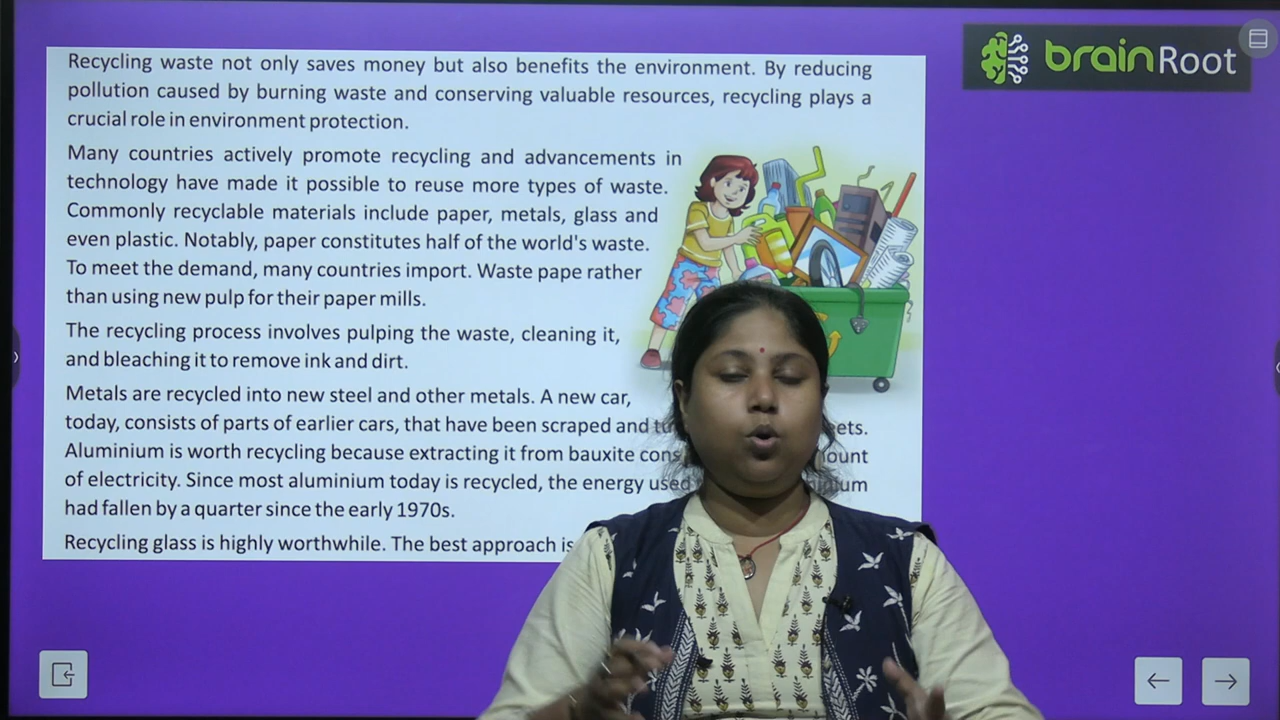 Recycling waste not only saves money but also benefits the environment. By reducing
pollution caused by burning waste and conserving valuable resources, recycling plays a
crucial role in environment protection.
Many countries actively promote recycling and advancements in
technology have made it possible to reuse more types of waste.
Commonly recyclable materials include paper, metals, glass and
even plastic. Notably, paper constitutes half of the world's waste.
To meet the demand, many countries import. Waste pape rather
than using new pulp for their paper mills.
The recycling process involves pulping the waste, cleaning it,
and bleaching it to remove ink and dirt.
Metals are recycled into new steel and other metals. A new car,
today, consists of parts of earlier cars, that have been scraped and
Aluminium is worth recycling because extracting it from bauxite
of electricity. Since most aluminium today is recycled, the energy used
had fallen by a quarter since the early 1970s.
Recycling glass is highly worthwhile. The best approach is
brainRoot